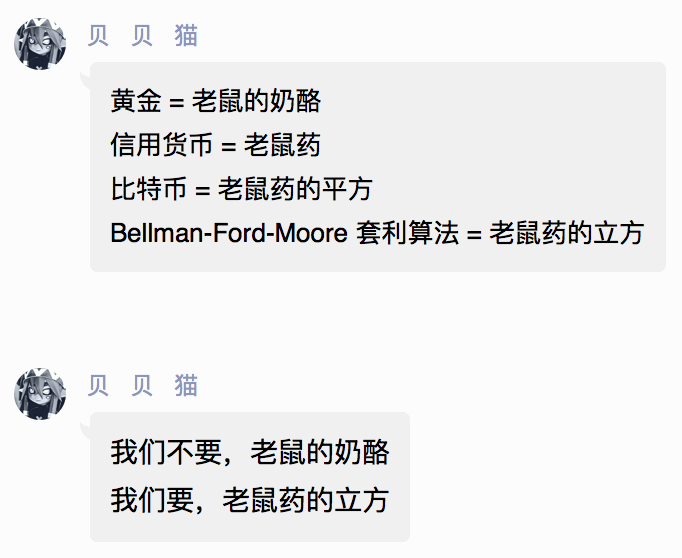 贝 贝 猫
黄金 = 老鼠的奶酪
信用货币 = 老鼠药
比特币 = 老鼠药的平方
Bellman-Ford-Moore 套利算法 = 老鼠药的立方
贝 贝 猫
我们不要，老鼠的奶酪
我们要，老鼠药的立方